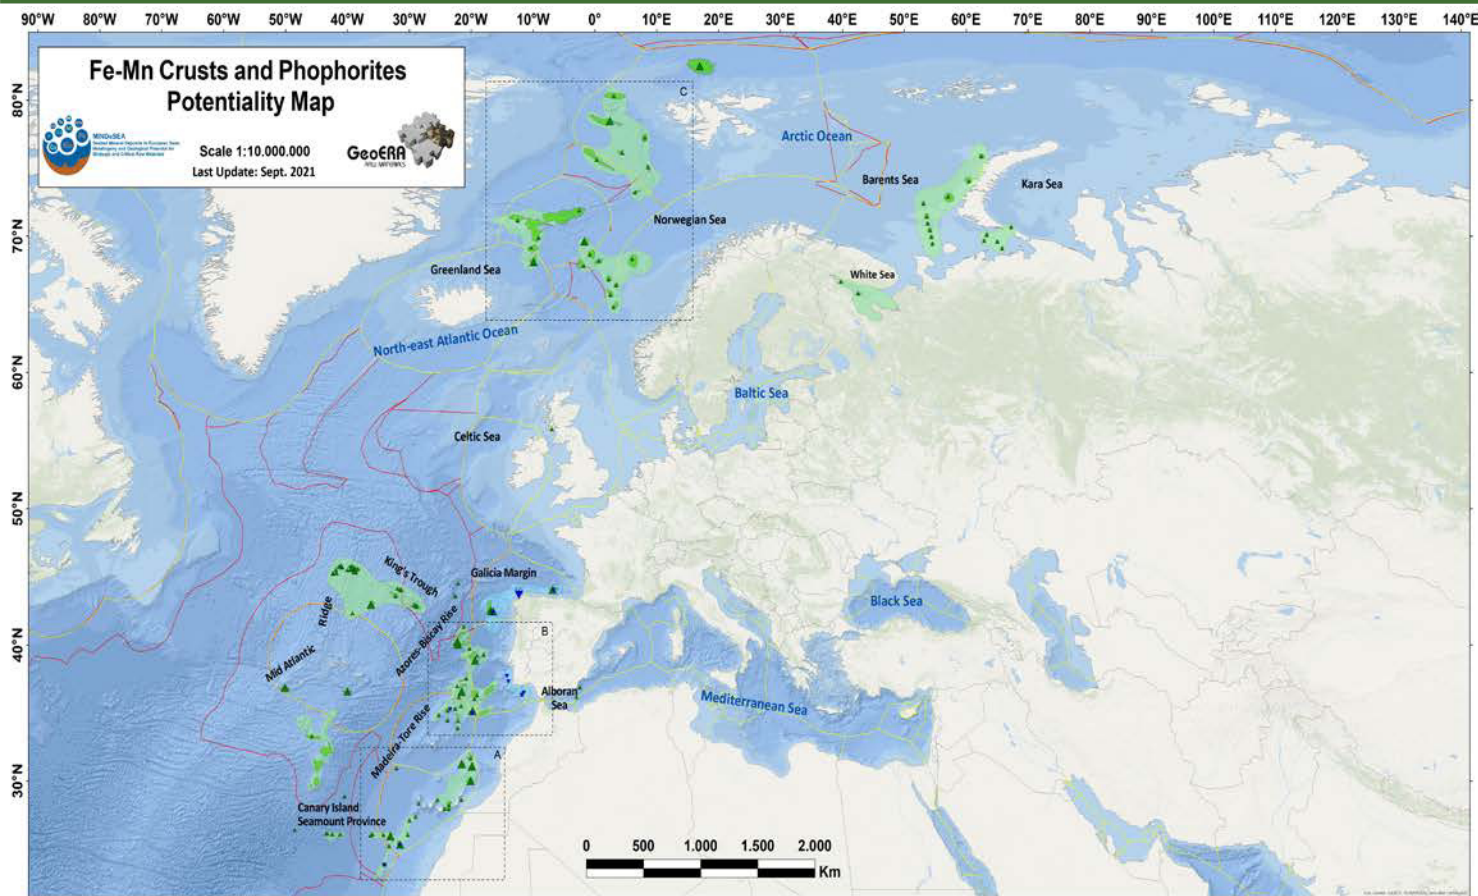 90°W 80°W 70°W 60°W 50°W 40°W 30°W 20°W 10°W 0° 10°E 20°E 30°E 40°E 50°E 60°E 70°E 80°E 90°E 100°E 110°E 120°E 130°E 140°E
Fe-Mn Crusts and Phophorites
Potentiality Map
MINDeSEA
Scale 1:10.000.000
Last Update: Sept. 2021
GeoERA
RAW MATERIALS
80°N
70°N
60°N
50°N
40°N
30°N
C
Arctic Ocean
Barents Sea
Kara Sea
Norwegian Sea
Greenland Sea
White Sea
North-east Atlantic Ocean
Baltic Sea
Celtic Sea
King's Trough
Galicia Margin
Ridge
Mid Atlantic
Azores-Biscay Rise
B
Black Sea
Alboran
Sea
Mediterranean Sea
Madeira-Tore Rise
A
Canary Island
Seamount Province
0 500 1.000 1.500 2.000
Km